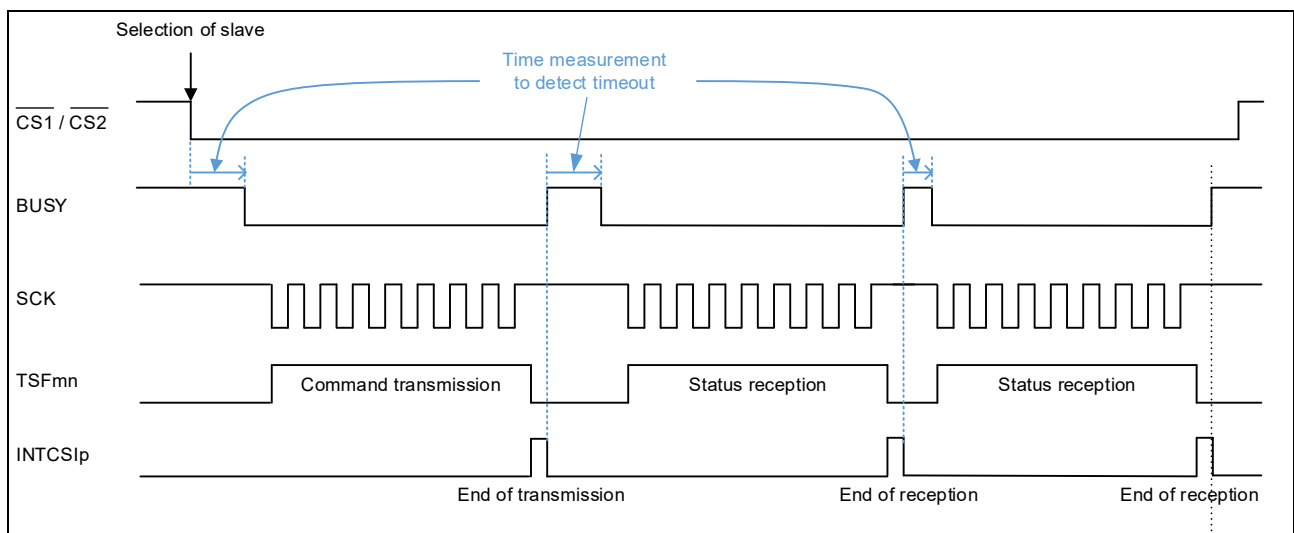 Selection of slave
Time measurement
to detect timeout
CS1 / CS2
BUSY
SCK
TSFmn
Command transmission
Status reception
Status reception
INTCSIp
End of transmission
End of reception
End of reception